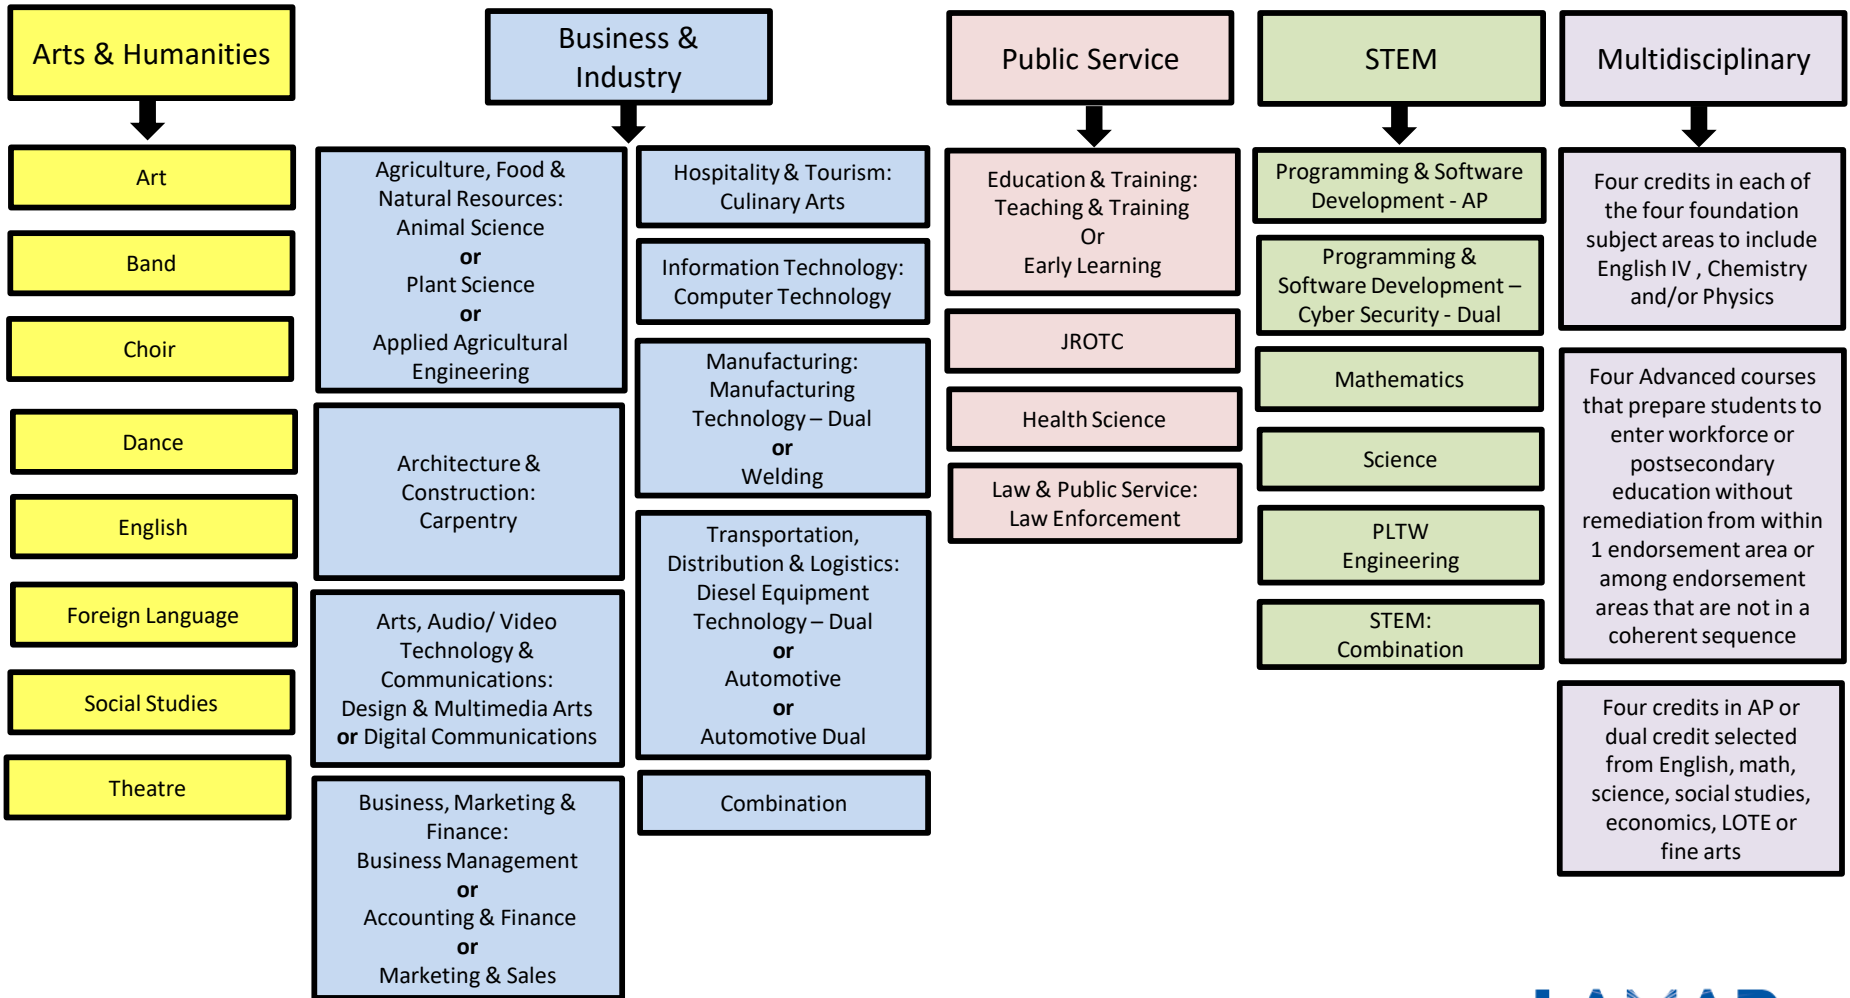 Arts & Humanities
Art
Band
Choir
Dance
English
Foreign Language
Social Studies
Theatre
Business &
Industry
Agriculture, Food &
Natural Resources:
Animal Science
or
Plant Science
or
Applied Agricultural
Engineering
Architecture &
Construction:
Carpentry
Arts, Audio/ Video
Technology &
Communications:
Design & Multimedia Arts
or Digital Communications
Business, Marketing &
Finance:
Business Management
or
Accounting & Finance
or
Marketing & Sales
Hospitality & Tourism:
Culinary Arts
Information Technology:
Computer Technology
Manufacturing:
Manufacturing
Technology – Dual
or
Welding
Transportation,
Distribution & Logistics:
Diesel Equipment
Technology – Dual
or
Automotive
or
Automotive Dual
Combination
Public Service
Education & Training:
Teaching & Training
Or
Early Learning
JROTC
Health Science
Law & Public Service:
Law Enforcement
STEM
Programming & Software
Development - AP
Programming &
Software Development –
Cyber Security - Dual
Mathematics
Science
PLTW
Engineering
STEM:
Combination
Multidisciplinary
Four credits in each of
the four foundation
subject areas to include
English IV , Chemistry
and/or Physics
Four Advanced courses
that prepare students to
enter workforce or
postsecondary
education without
remediation from within
1 endorsement area or
among endorsement
areas that are not in a
coherent sequence
Four credits in AP or
dual credit selected
from English, math,
science, social studies,
economics, LOTE or
fine arts